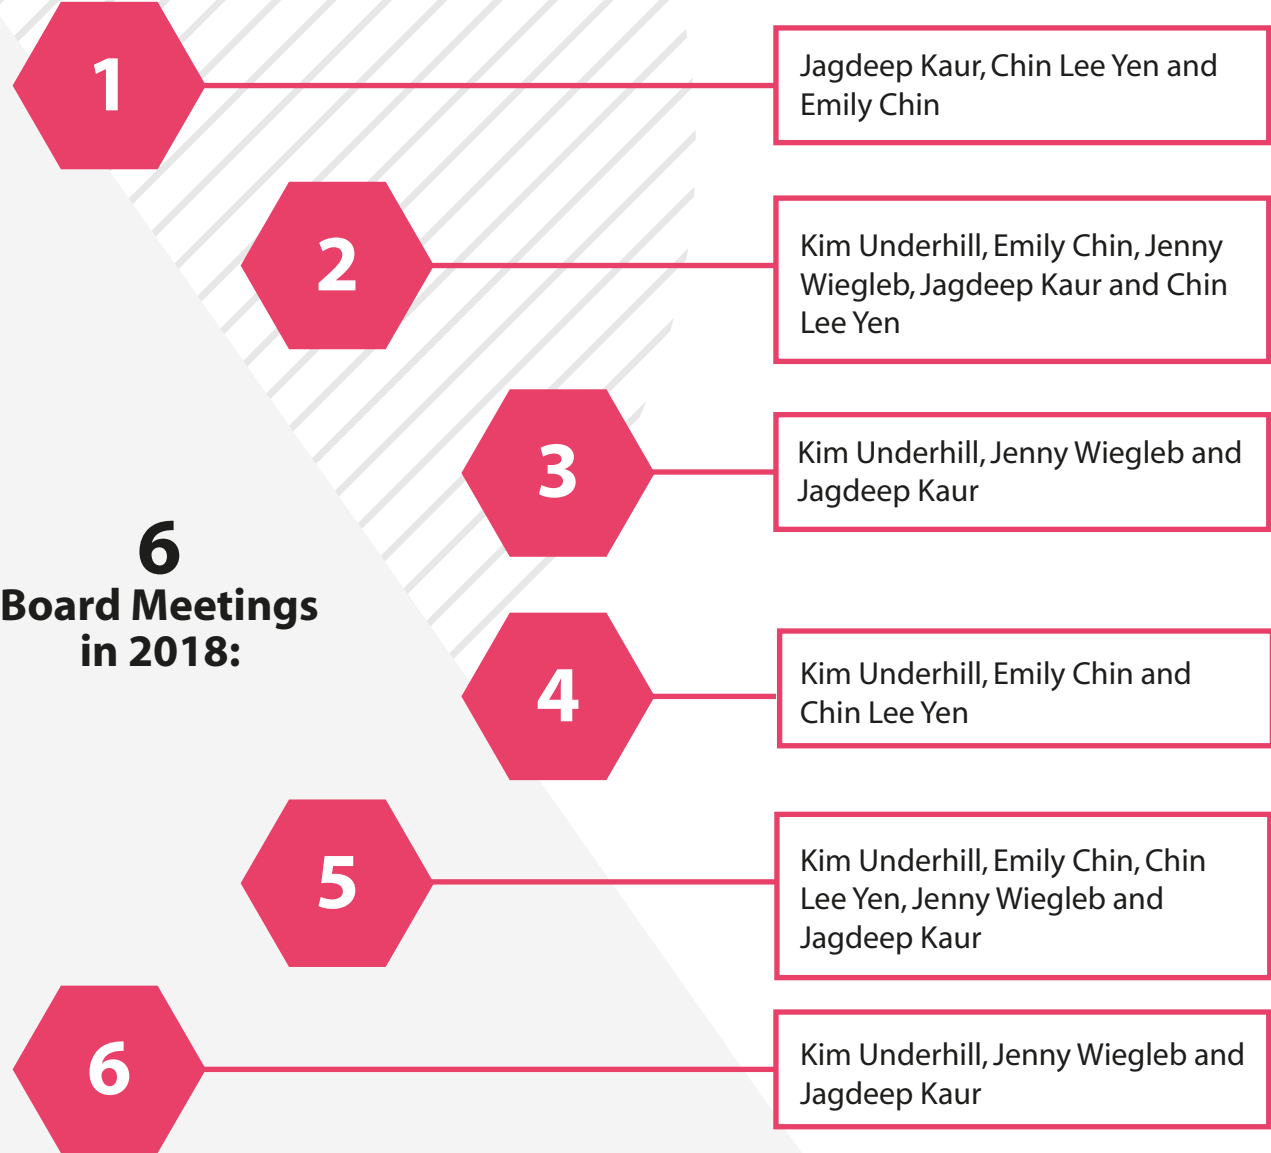 1
Jagdeep Kaur, Chin Lee Yen and
Emily Chin
2
Kim Underhill, Emily Chin, Jenny
Wiegleb, Jagdeep Kaur and Chin
Lee Yen
3
Kim Underhill, Jenny Wiegleb and
Jagdeep Kaur
6
Board Meetings
in 2018:
4
Kim Underhill, Emily Chin and
Chin Lee Yen
5
Kim Underhill, Emily Chin, Chin
Lee Yen, Jenny Wiegleb and
Jagdeep Kaur
6
Kim Underhill, Jenny Wiegleb and
Jagdeep Kaur